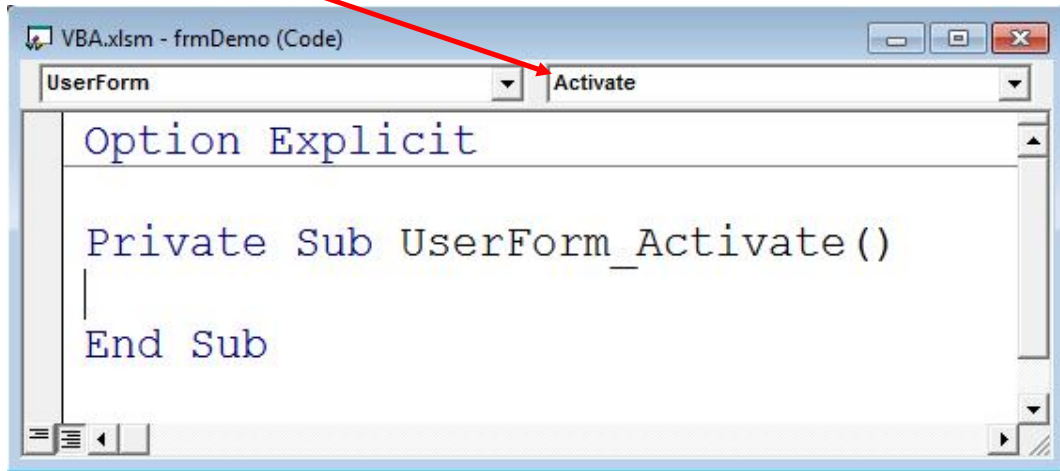 VBA.xlsm - frmDemo (Code)
UserForm Activate
Option Explicit
Private Sub UserForm_Activate()
End Sub